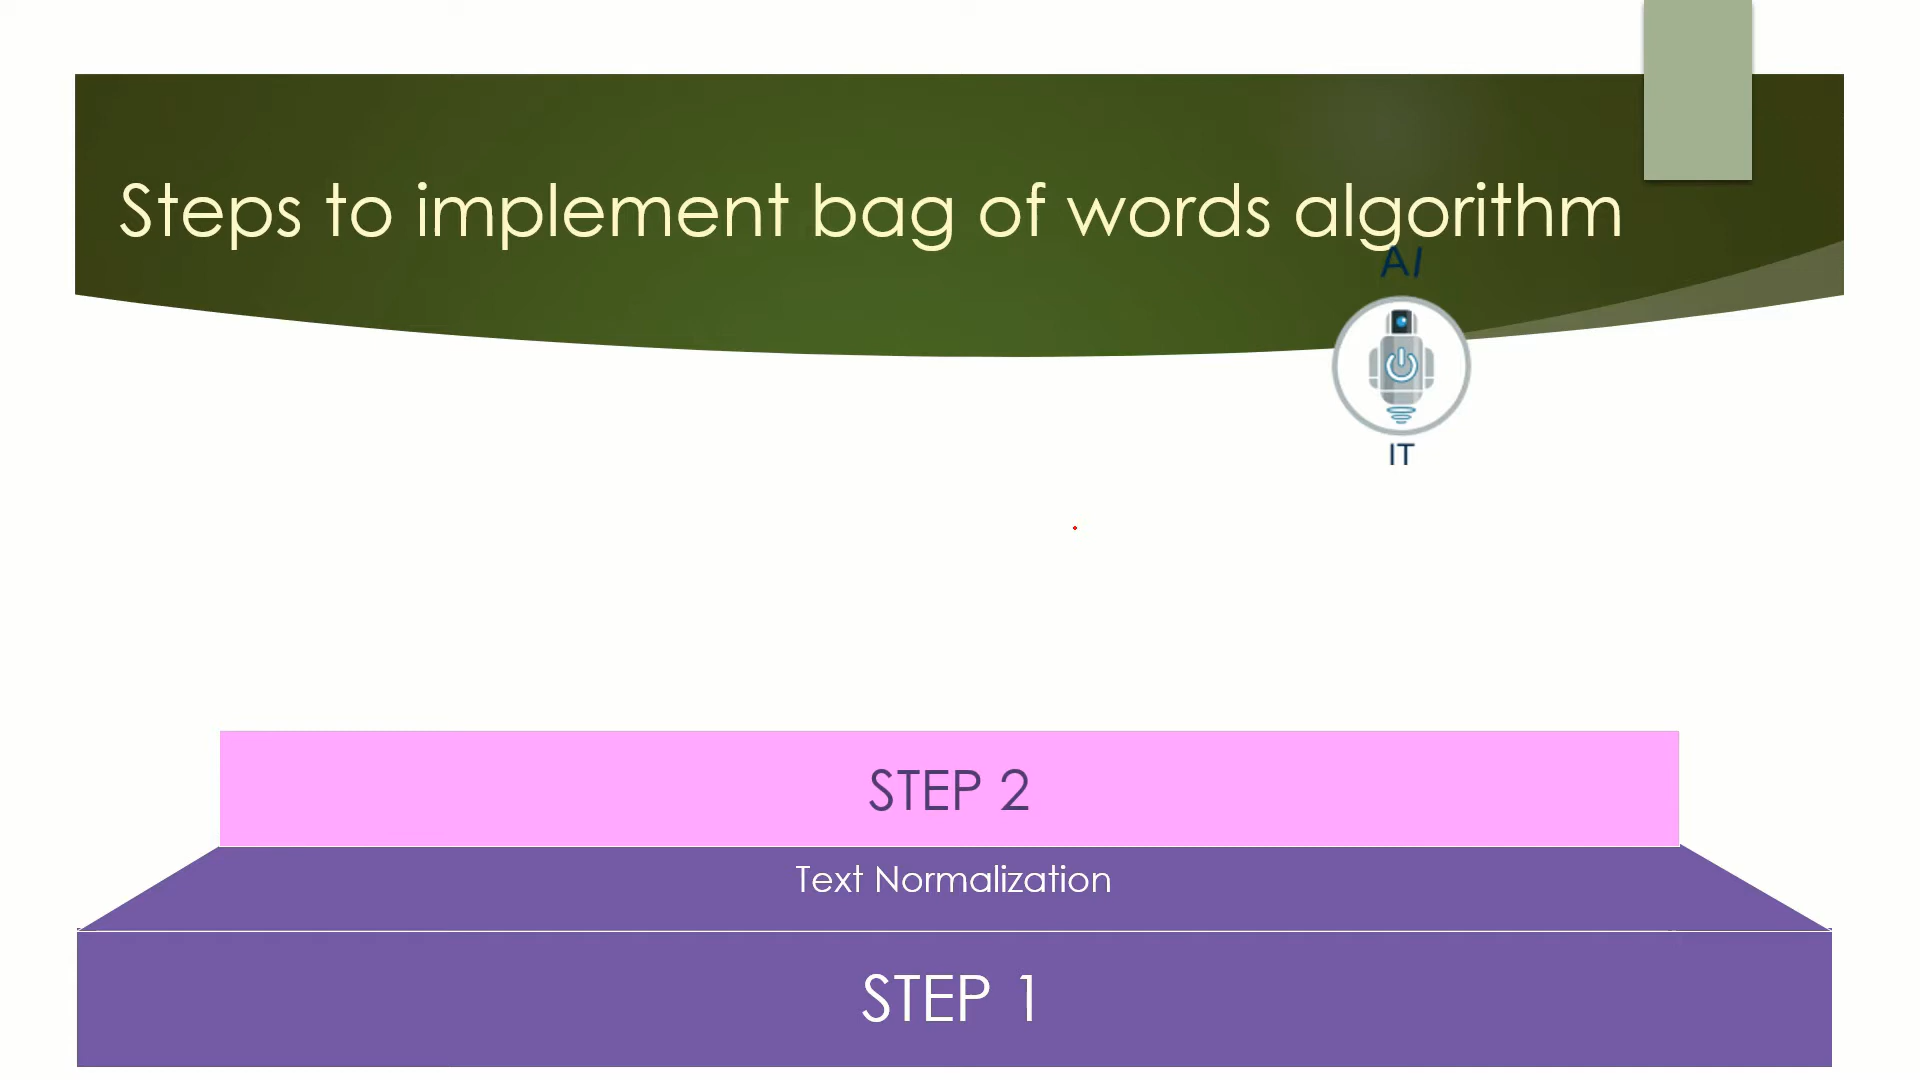 Steps to implement bag of words algorithm
AI
IT
STEP 2
Text Normalization
STEP 1